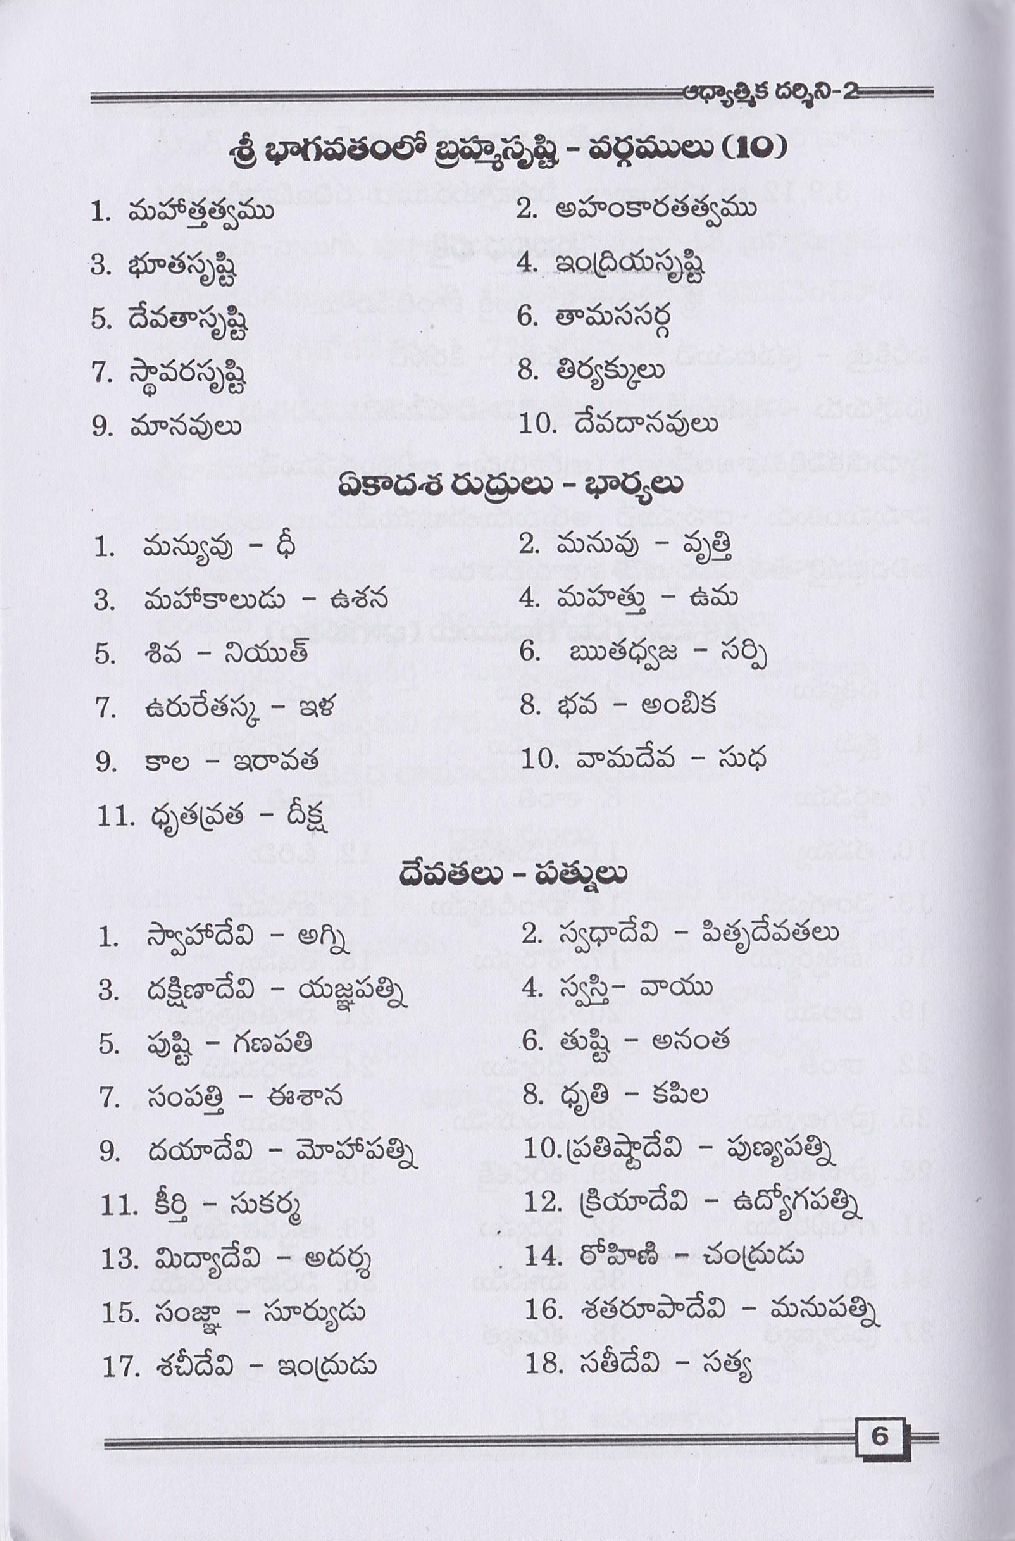 ఆధ్యాత్మిక దర్శిని-2
శ్రీ భాగవతంలో బ్రహ్మసృష్టి - వర్గములు (10)
1. మహాత్తత్వము 2. అహంకారతత్వము
3. భూతసృష్టి 4. ఇంద్రియసృష్టి
5. దేవతాసృష్టి 6. తామససర్గ
7. స్థావరసృష్టి 8. తిర్యక్కులు
9. మానవులు 10. దేవదానవులు
ఏకాదశ రుద్రులు - భార్యలు
1. మన్యువు - ధీ 2. మనువు - వృత్తి
3. మహాకాలుడు - ఉశన 4. మహత్తు - ఉమ
5. శివ - నియుత్ 6. ఋతధ్వజ - సర్పి
7. ఉరురేతస్క - ఇళ 8. భవ - అంబిక
9. కాల - ఇరావత 10. వామదేవ - సుధ
11. ధృతవ్రత - దీక్ష
దేవతలు - పత్నులు
1. స్వాహాదేవి - అగ్ని 2. స్వధాదేవి - పితృదేవతలు
3. దక్షిణాదేవి - యజ్ఞపత్ని 4. స్వస్తి- వాయు
5. పుష్టి - గణపతి 6. తుష్టి - అనంత
7. సంపత్తి - ఈశాన 8. ధృతి - కపిల
9. దయాదేవి - మోహాపత్ని 10.ప్రతిష్టాదేవి - పుణ్యపత్ని
11. కీర్తి - సుకర్మ 12. క్రియాదేవి - ఉద్యోగపత్ని
13. మిద్యాదేవి - అదర్శ 14. రోహిణి - చంద్రుడు
15. సంజ్ఞా - సూర్యుడు 16. శతరూపాదేవి - మనుపత్ని
17. శచీదేవి - ఇంద్రుడు 18. సతీదేవి - సత్య
6